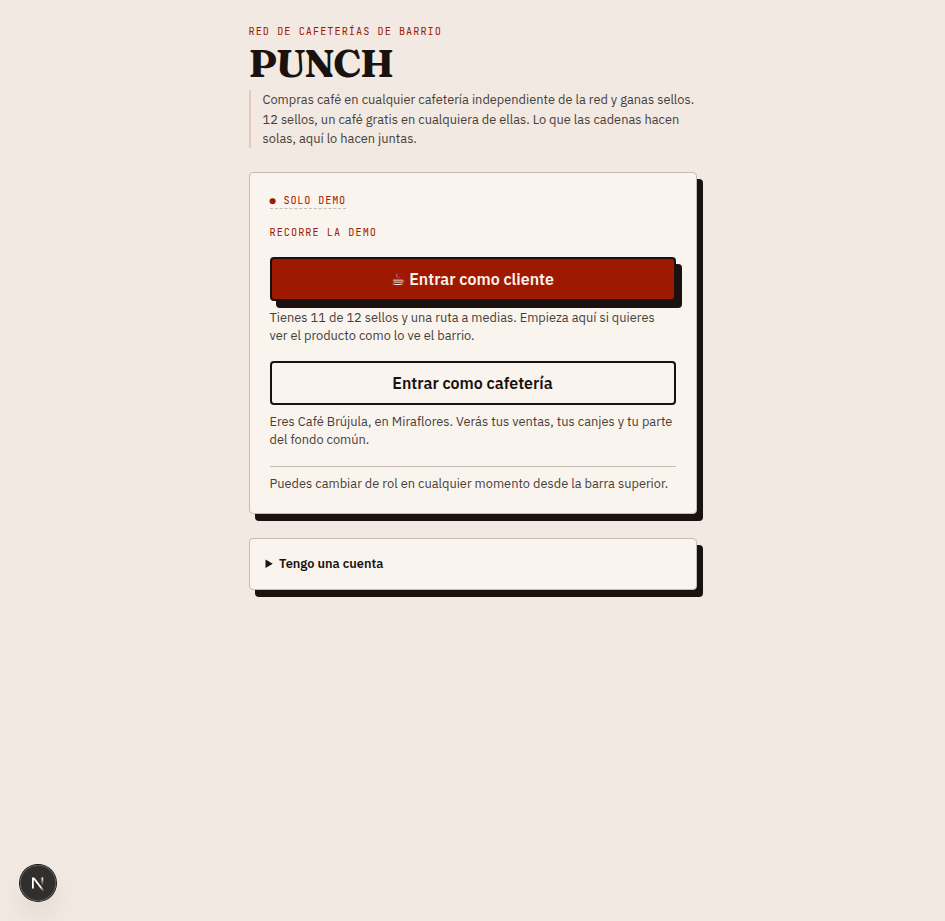 RED DE CAFETERÍAS DE BARRIO
PUNCH
Compras café en cualquier cafetería independiente de la red y ganas sellos.
12 sellos, un café gratis en cualquiera de ellas. Lo que las cadenas hacen
solas, aquí lo hacen juntas.
SOLO DEMO
RECORRE LA DEMO
☕ Entrar como cliente
Tienes 11 de 12 sellos y una ruta a medias. Empieza aquí si quieres
ver el producto como lo ve el barrio.
Entrar como cafetería
Eres Café Brújula, en Miraflores. Verás tus ventas, tus canjes y tu parte
del fondo común.
Puedes cambiar de rol en cualquier momento desde la barra superior.
Tengo una cuenta
N